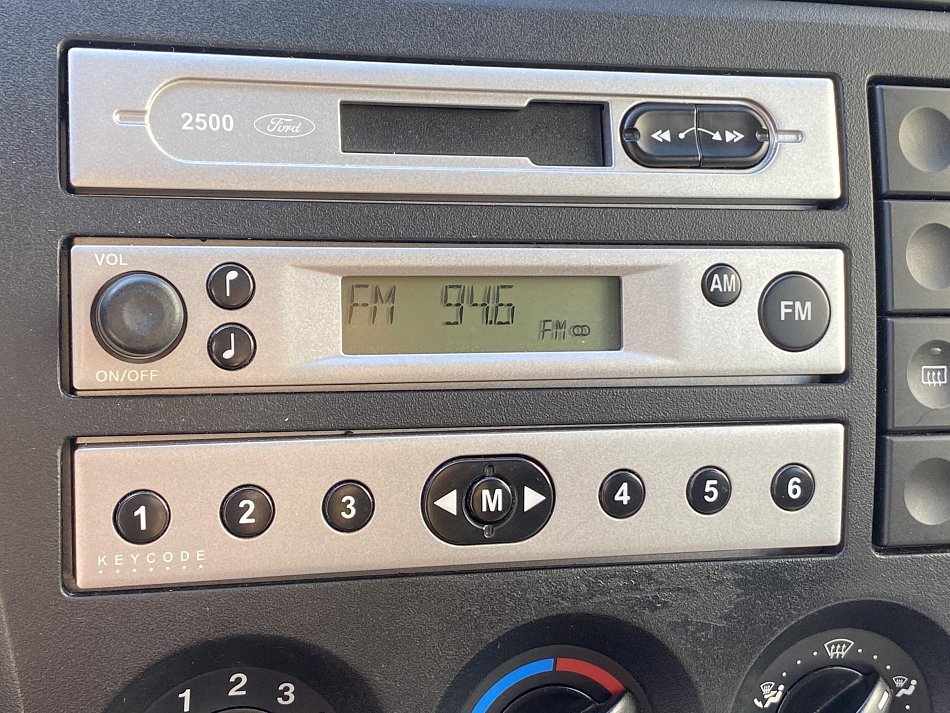 2500 Ford
VOL
FM 94.6
FM
AM
FM
ON/OFF
1 2 3 M 4 5 6
KEYCODE
1 2 3